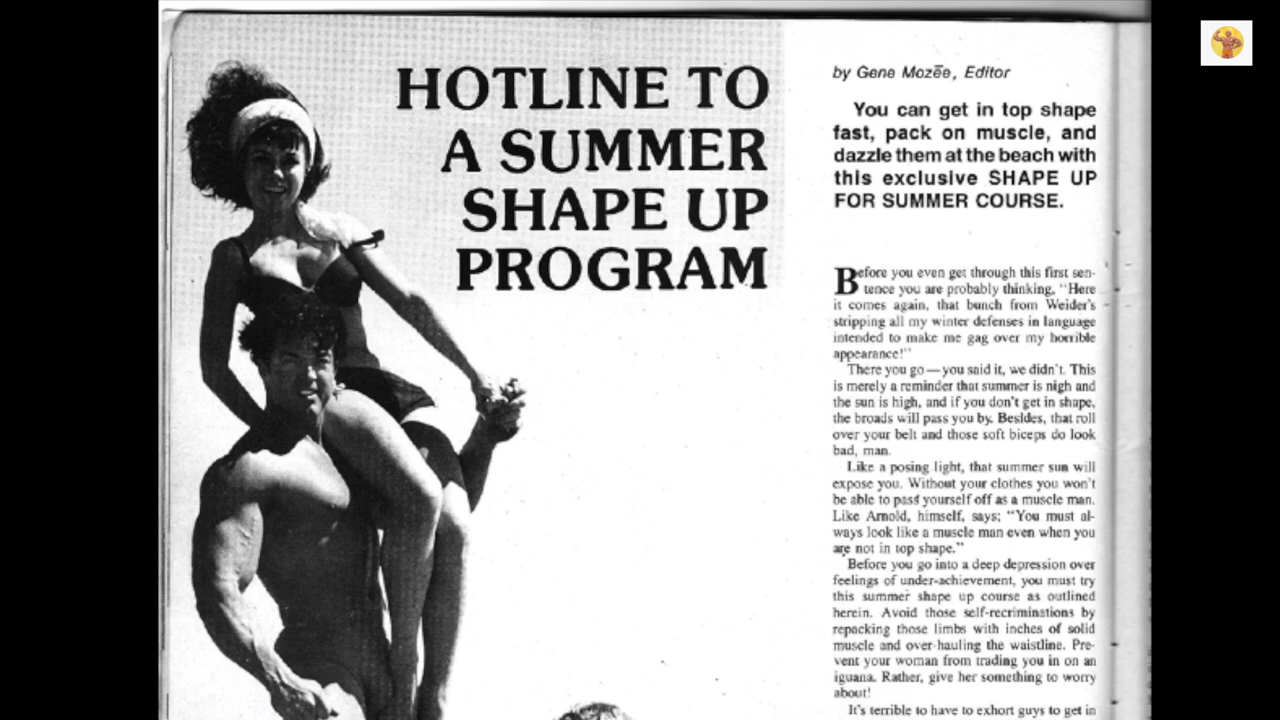 HOTLINE TO
A SUMMER
SHAPE UP
PROGRAM
by Gene Mozēe, Editor
You can get in top shape
fast, pack on muscle, and
dazzle them at the beach with
this exclusive SHAPE UP
FOR SUMMER COURSE.
Before you even get through this first sen-
tence you are probably thinking, "Here
it comes again, that bunch from Weider's
stripping all my winter defenses in language
intended to make me gag over my horrible
appearance!"
There you go—you said it, we didn't. This
is merely a reminder that summer is nigh and
the sun is high, and if you don't get in shape,
the broads will pass you by. Besides, that roll
over your belt and those soft biceps do look
bad, man.
Like a posing light, that summer sun will
expose you. Without your clothes you won't
be able to pass yourself off as a muscle man.
Like Arnold, himself, says; "You must al-
ways look like a muscle man even when you
are not in top shape."
Before you go into a deep depression over
feelings of under-achievement, you must try
this summer shape up course as outlined
herein. Avoid those self-recriminations by
repacking those limbs with inches of solid
muscle and over-hauling the waistline. Pre-
vent your woman from trading you in on an
iguana. Rather, give her something to worry
about!
It's terrible to have to exhort guys to get in